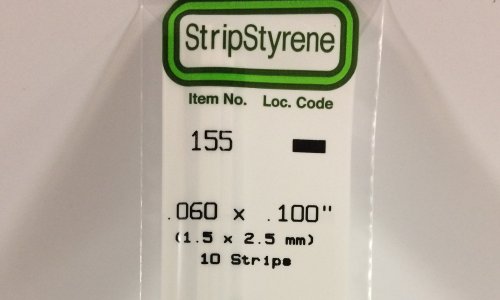 StripStyrene
Item No. Loc. Code
155
.060 x .100"
(1.5 x 2.5 mm)
10 Strips